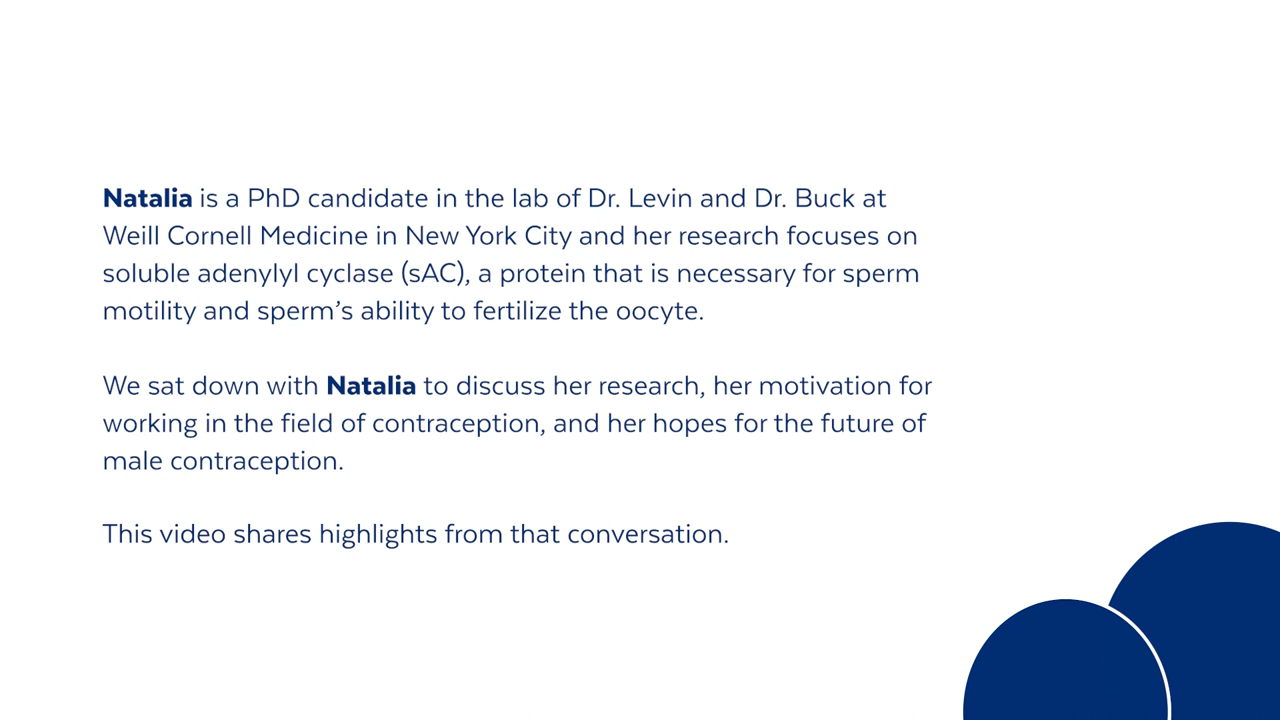 Natalia is a PhD candidate in the lab of Dr. Levin and Dr. Buck at
Weill Cornell Medicine in New York City and her research focuses on
soluble adenylyl cyclase (sAC), a protein that is necessary for sperm
motility and sperm’s ability to fertilize the oocyte.
We sat down with Natalia to discuss her research, her motivation for
working in the field of contraception, and her hopes for the future of
male contraception.
This video shares highlights from that conversation.